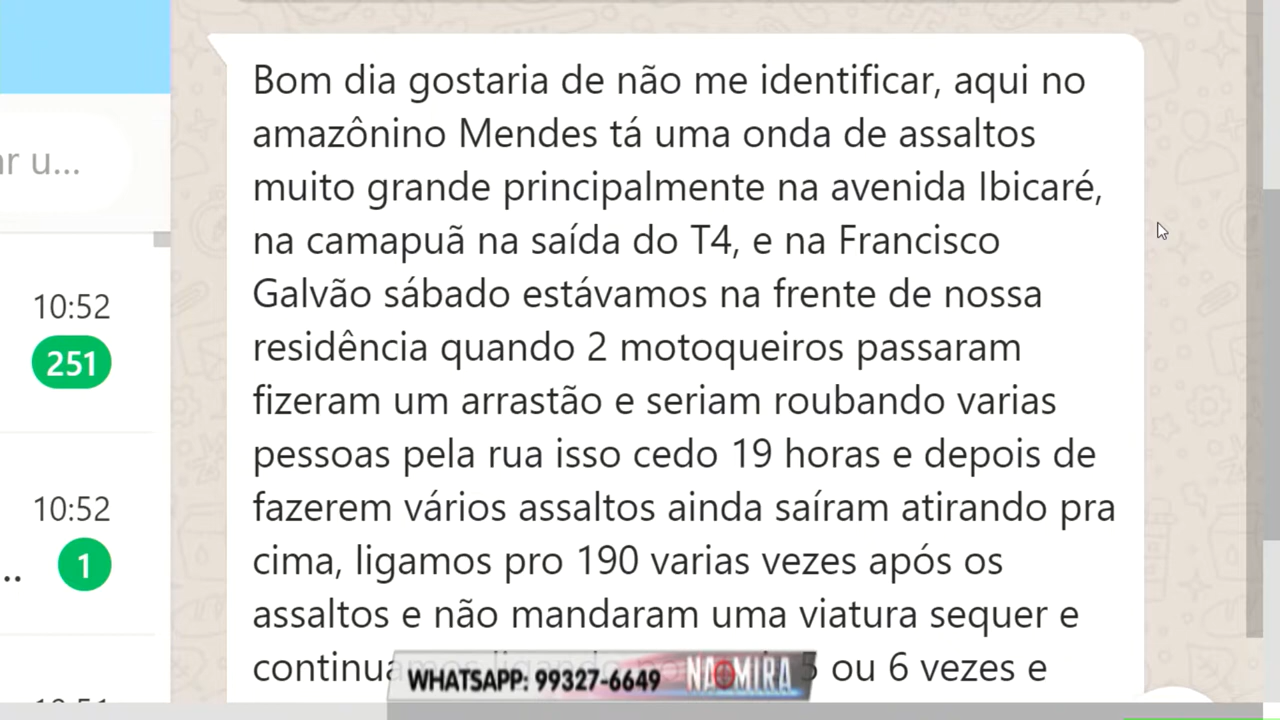 ar u...
10:52
251
10:52
..
1
Bom dia gostaria de não me identificar, aqui no
amazônino Mendes tá uma onda de assaltos
muito grande principalmente na avenida Ibicaré,
na camapuã na saída do T4, e na Francisco
Galvão sábado estávamos na frente de nossa
residência quando 2 motoqueiros passaram
fizeram um arrastão e seriam roubando varias
pessoas pela rua isso cedo 19 horas e depois de
fazerem vários assaltos ainda saíram atirando pra
cima, ligamos pro 190 varias vezes após os
assaltos e não mandaram uma viatura sequer e
continuamos ligando 5 ou 6 vezes e
WHATSAPP: 99327-6649 NA MIRA